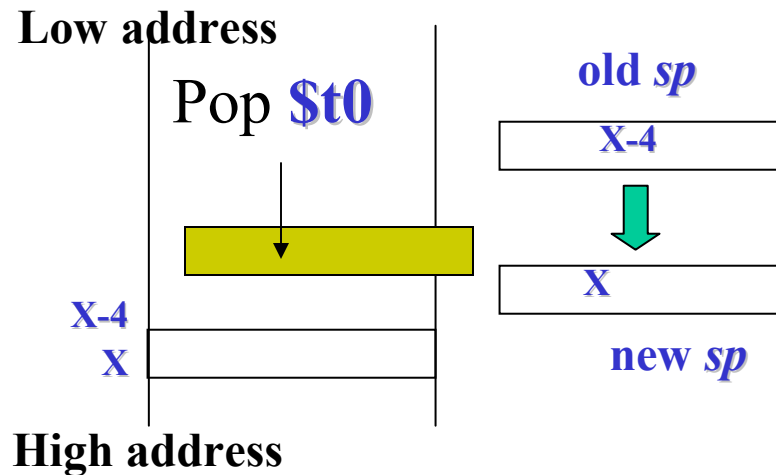 Low address
Pop $t0
old sp
X-4
X
X-4
X
new sp
High address